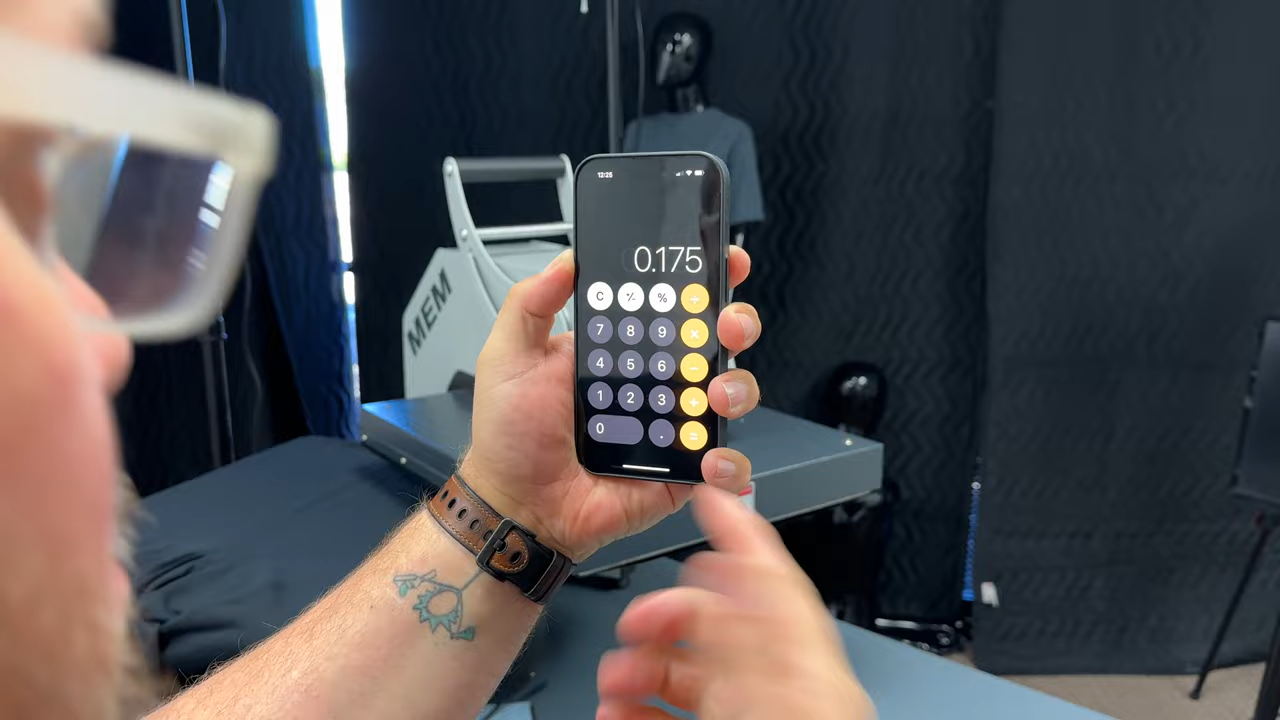 12:25
0.175
C ⁺⁄₋ % ÷
7 8 9 ×
4 5 6 −
1 2 3 +
0 . =
MEM